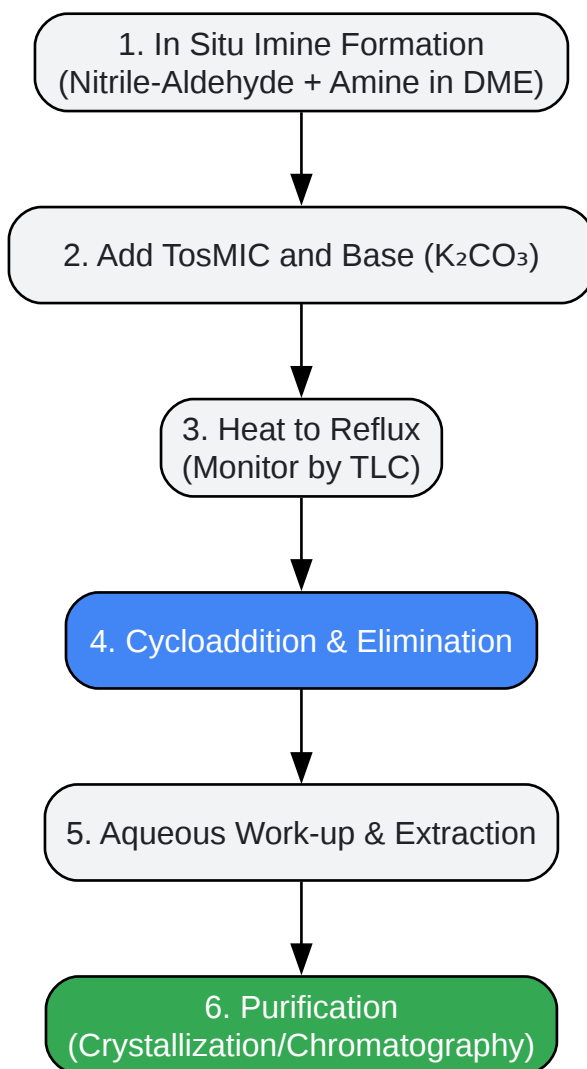 1. In Situ Imine Formation
(Nitrile-Aldehyde + Amine in DME)
2. Add TosMIC and Base (K₂CO₃)
3. Heat to Reflux
(Monitor by TLC)
4. Cycloaddition & Elimination
5. Aqueous Work-up & Extraction
6. Purification
(Crystallization/Chromatography)